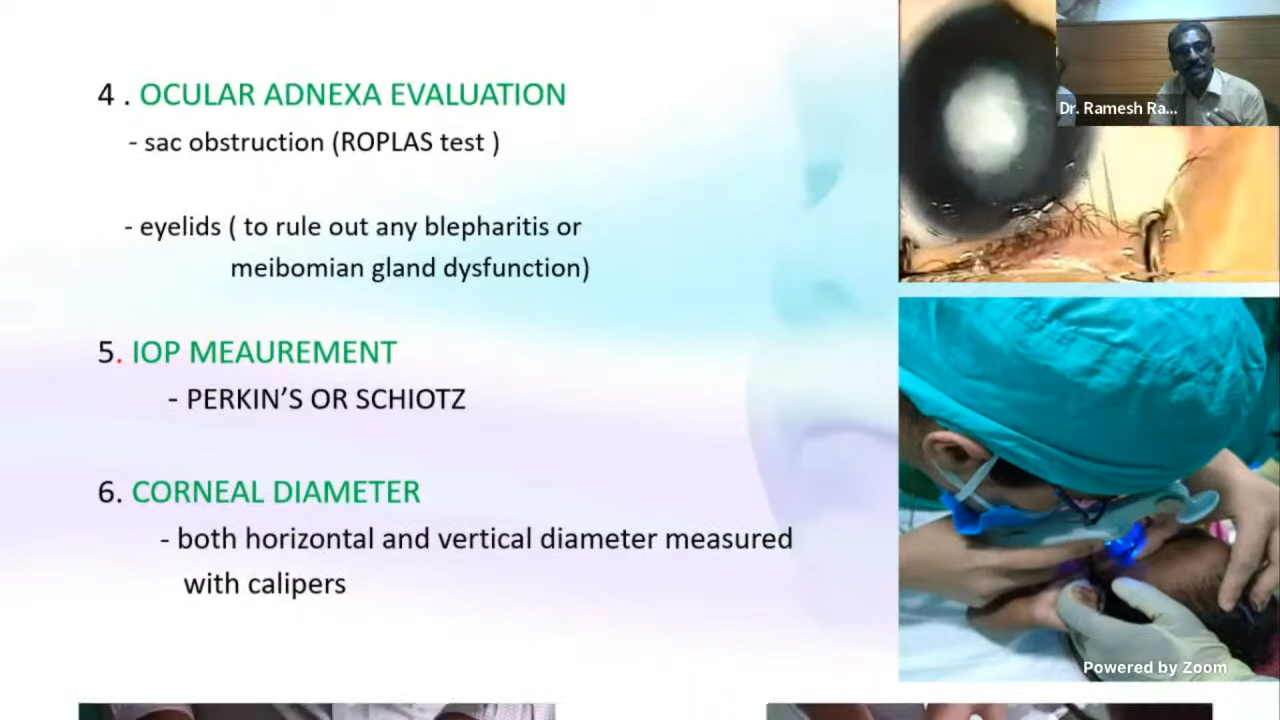 4 . OCULAR ADNEXA EVALUATION
- sac obstruction (ROPLAS test )
- eyelids ( to rule out any blepharitis or
meibomian gland dysfunction)
5. IOP MEAUREMENT
- PERKIN’S OR SCHIOTZ
6. CORNEAL DIAMETER
- both horizontal and vertical diameter measured
with calipers
Dr. Ramesh Ra...
Powered by Zoom